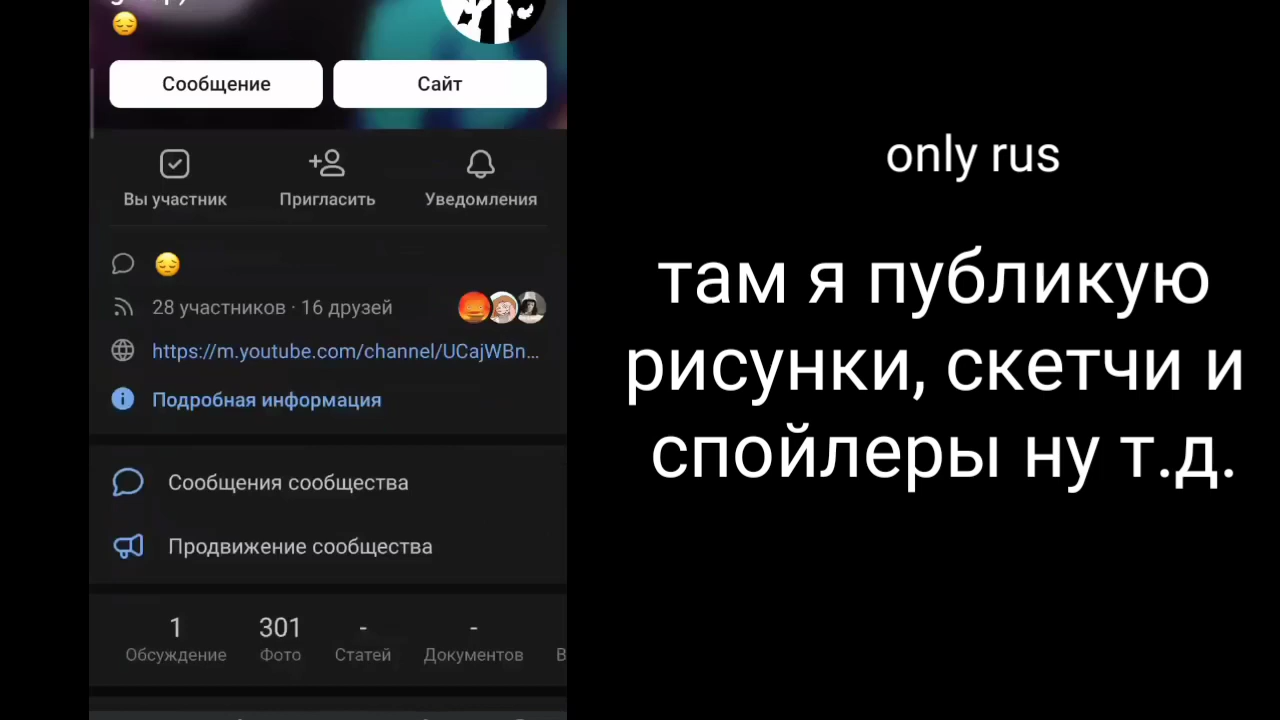 😔
Сообщение
Сайт
Вы участник
Пригласить
Уведомления
😔
28 участников · 16 друзей
https://m.youtube.com/channel/UCajWBn...
Подробная информация
Сообщения сообщества
Продвижение сообщества
1
301
-
-
Обсуждение
Фото
Статей
Документов
В
only rus
там я публикую
рисунки, скетчи и
спойлеры ну т.д.